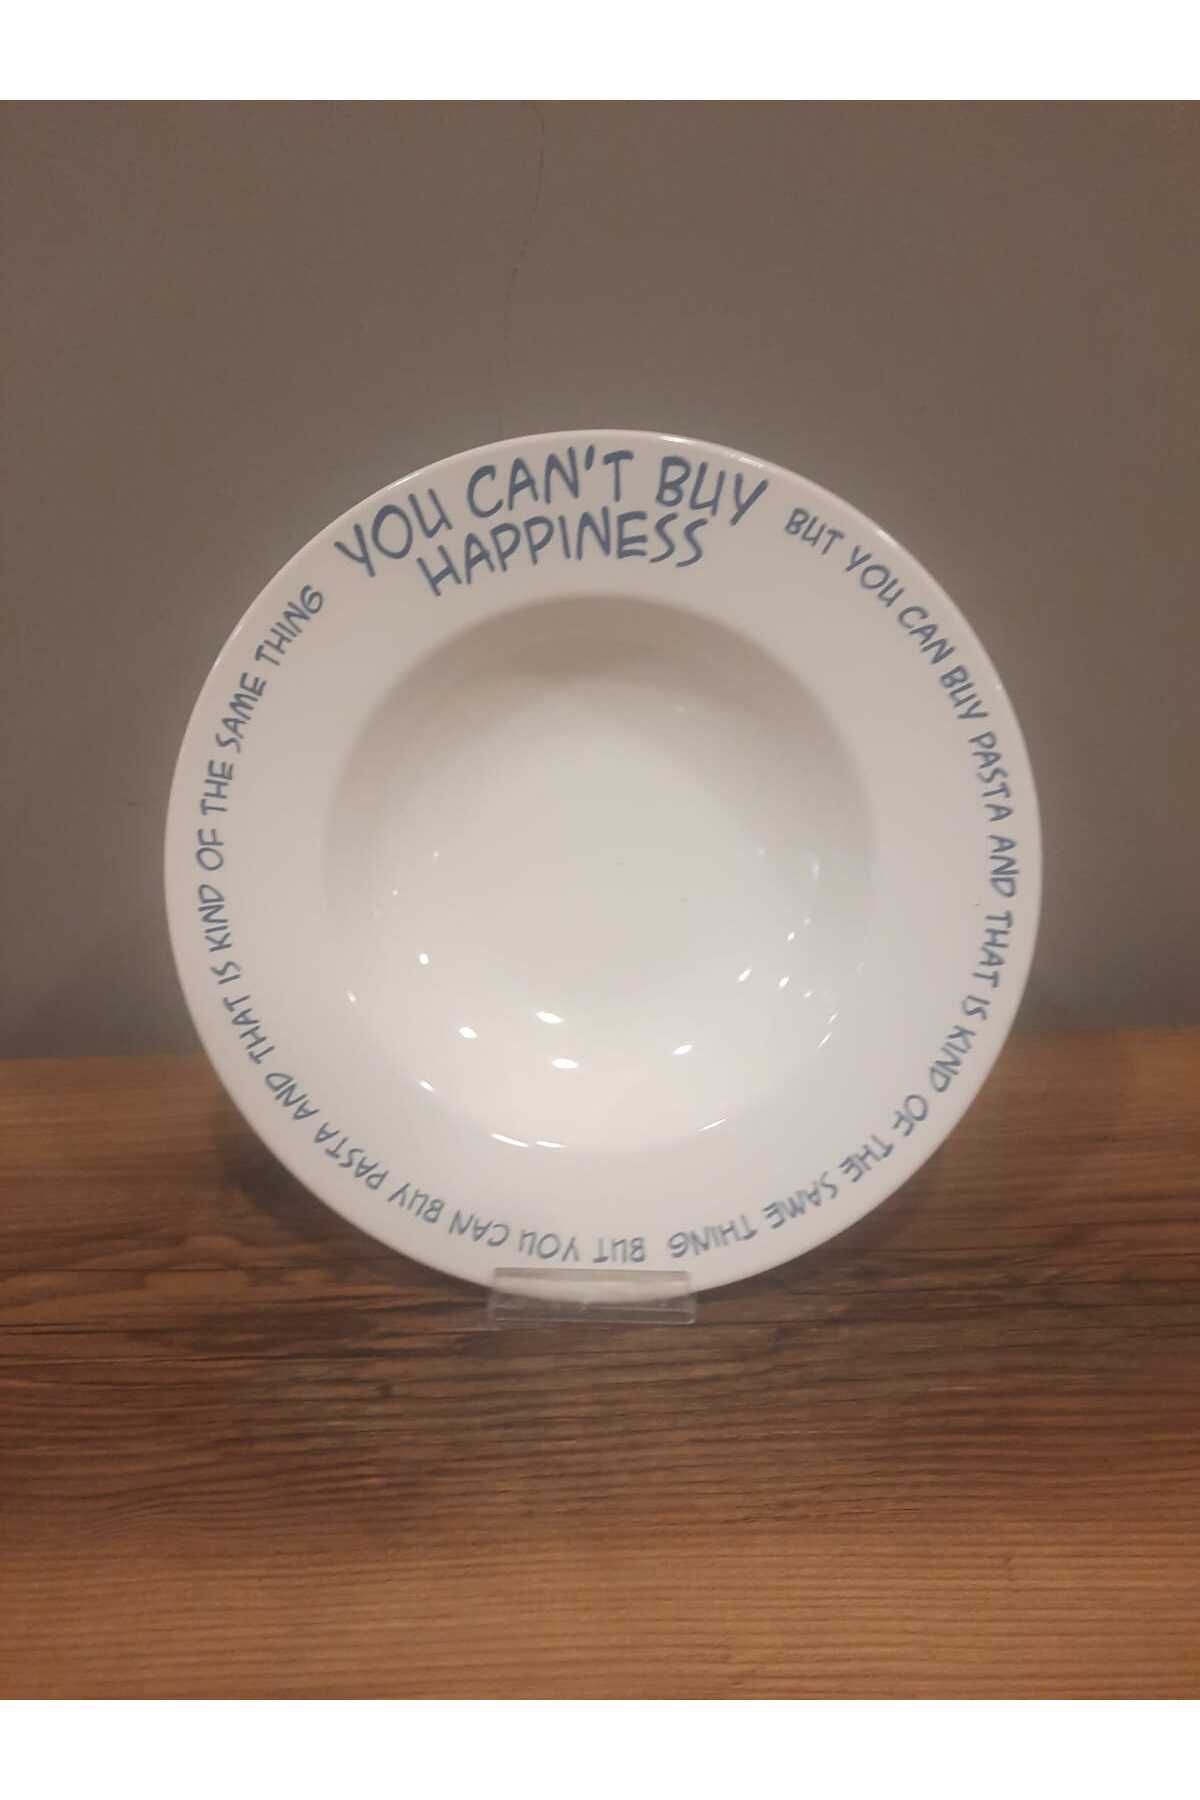 YOU CAN'T BUY
HAPPINESS
BUT YOU CAN BUY PASTA AND THAT IS KIND OF THE SAME THING
BUT YOU CAN BUY PASTA AND THAT IS KIND OF THE SAME THING